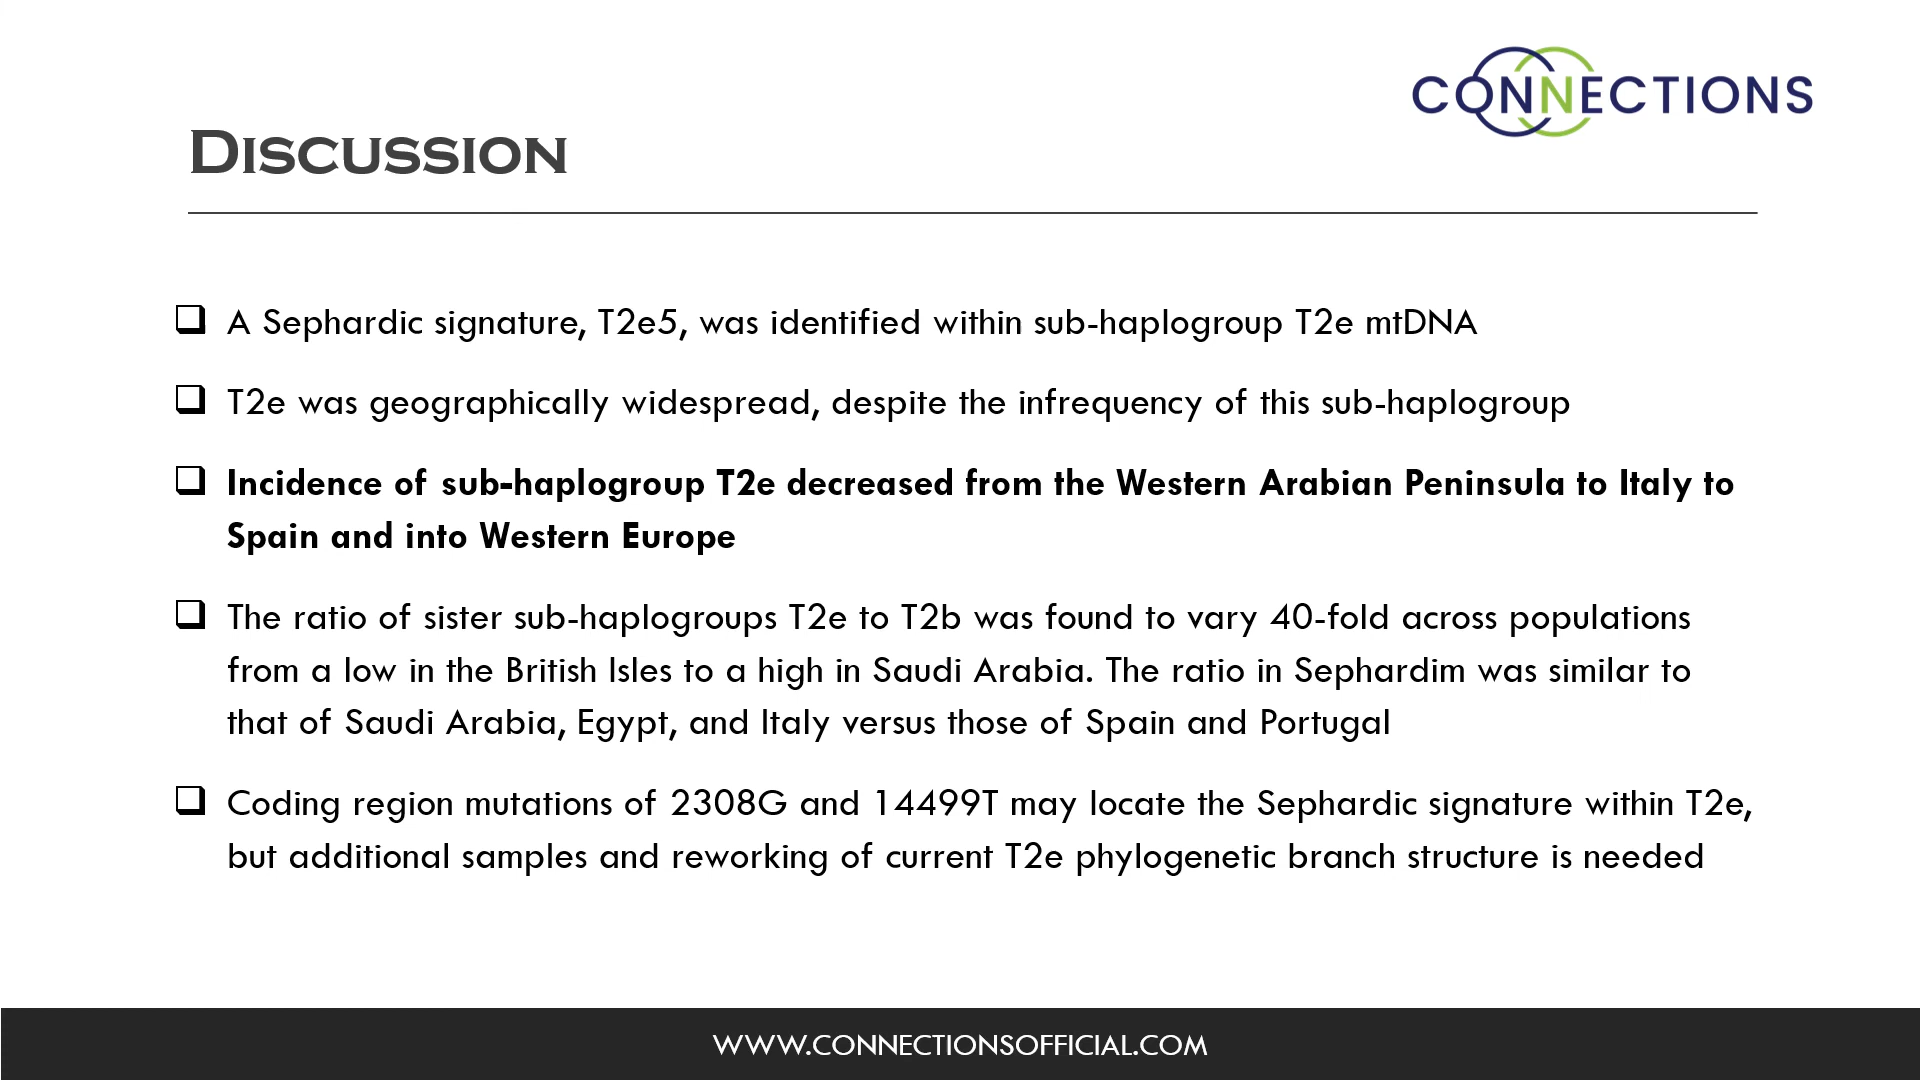 CONNECTIONS
Discussion
❑ A Sephardic signature, T2e5, was identified within sub-haplogroup T2e mtDNA
❑ T2e was geographically widespread, despite the infrequency of this sub-haplogroup
❑ Incidence of sub-haplogroup T2e decreased from the Western Arabian Peninsula to Italy to
Spain and into Western Europe
❑ The ratio of sister sub-haplogroups T2e to T2b was found to vary 40-fold across populations
from a low in the British Isles to a high in Saudi Arabia. The ratio in Sephardim was similar to
that of Saudi Arabia, Egypt, and Italy versus those of Spain and Portugal
❑ Coding region mutations of 2308G and 14499T may locate the Sephardic signature within T2e,
but additional samples and reworking of current T2e phylogenetic branch structure is needed
WWW.CONNECTIONSOFFICIAL.COM